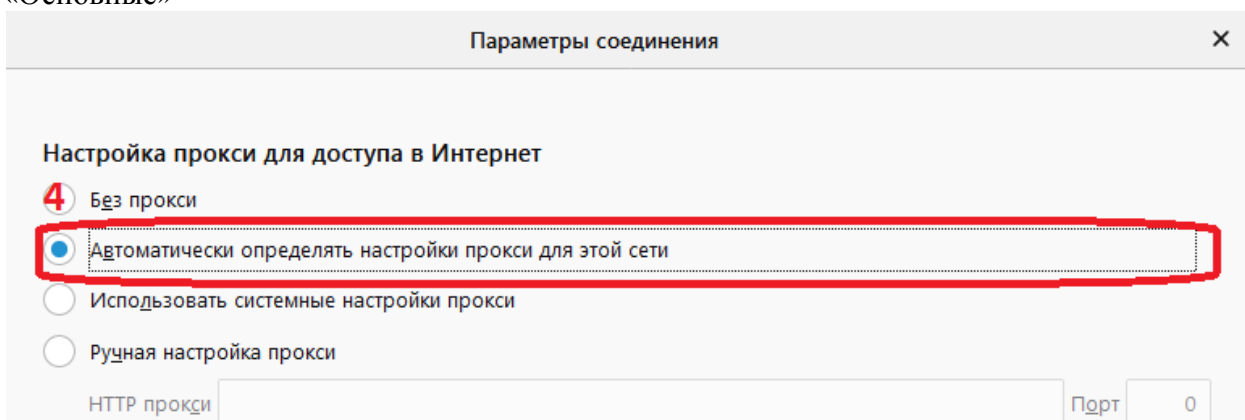 «Основные»
Параметры соединения ×
Настройка прокси для доступа в Интернет
4 Без прокси
Автоматически определять настройки прокси для этой сети
Использовать системные настройки прокси
Ручная настройка прокси
HTTP прокси Порт 0